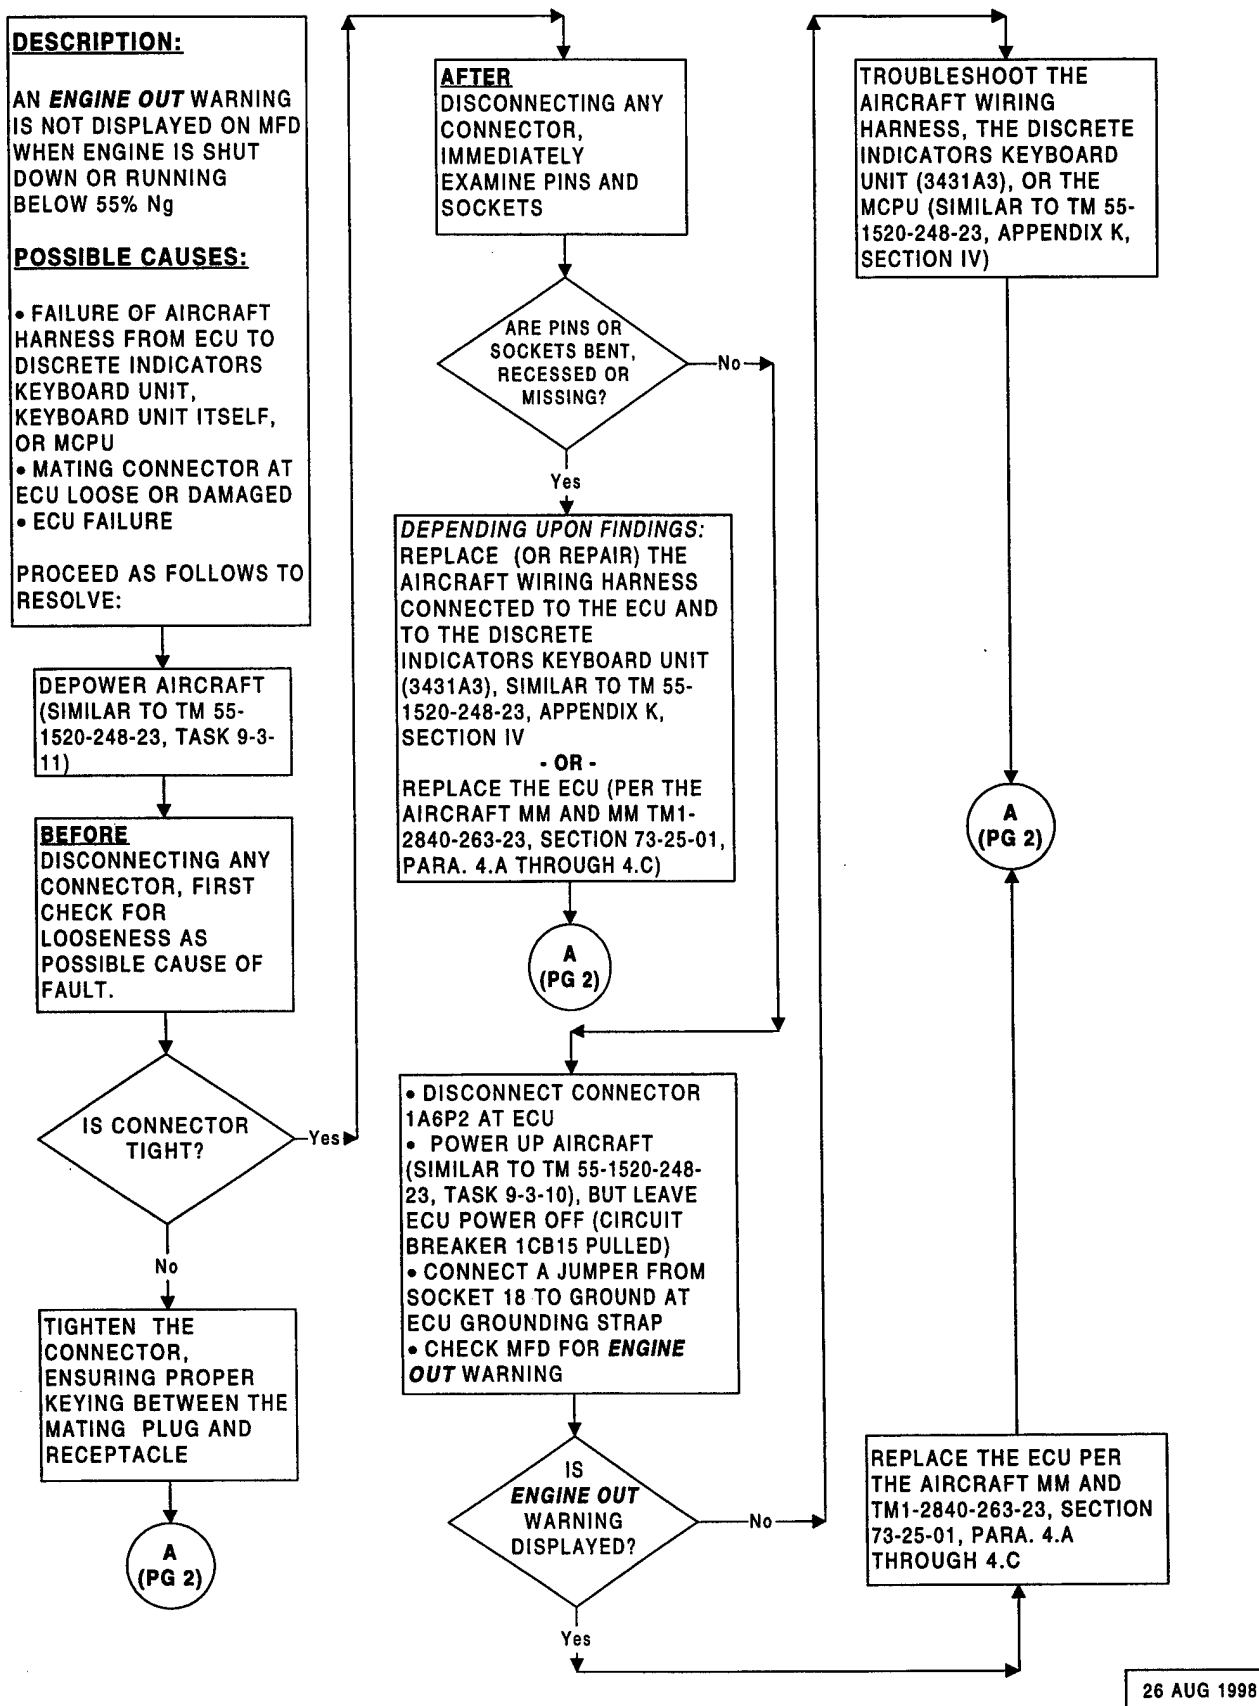 DESCRIPTION:
AN ENGINE OUT WARNING
IS NOT DISPLAYED ON MFD
WHEN ENGINE IS SHUT
DOWN OR RUNNING
BELOW 55% Ng
POSSIBLE CAUSES:
• FAILURE OF AIRCRAFT
HARNESS FROM ECU TO
DISCRETE INDICATORS
KEYBOARD UNIT,
KEYBOARD UNIT ITSELF,
OR MCPU
• MATING CONNECTOR AT
ECU LOOSE OR DAMAGED
• ECU FAILURE
PROCEED AS FOLLOWS TO
RESOLVE:
DEPOWER AIRCRAFT
(SIMILAR TO TM 55-
1520-248-23, TASK 9-3-
11)
BEFORE
DISCONNECTING ANY
CONNECTOR, FIRST
CHECK FOR
LOOSENESS AS
POSSIBLE CAUSE OF
FAULT.
IS CONNECTOR
TIGHT?
Yes
No
TIGHTEN THE
CONNECTOR,
ENSURING PROPER
KEYING BETWEEN THE
MATING PLUG AND
RECEPTACLE
A
(PG 2)
AFTER
DISCONNECTING ANY
CONNECTOR,
IMMEDIATELY
EXAMINE PINS AND
SOCKETS
ARE PINS OR
SOCKETS BENT,
RECESSED OR
MISSING?
No
Yes
DEPENDING UPON FINDINGS:
REPLACE (OR REPAIR) THE
AIRCRAFT WIRING HARNESS
CONNECTED TO THE ECU AND
TO THE DISCRETE
INDICATORS KEYBOARD UNIT
(3431A3), SIMILAR TO TM 55-
1520-248-23, APPENDIX K,
SECTION IV
- OR -
REPLACE THE ECU (PER THE
AIRCRAFT MM AND MM TM1-
2840-263-23, SECTION 73-25-01,
PARA. 4.A THROUGH 4.C)
A
(PG 2)
• DISCONNECT CONNECTOR
1A6P2 AT ECU
• POWER UP AIRCRAFT
(SIMILAR TO TM 55-1520-248-
23, TASK 9-3-10), BUT LEAVE
ECU POWER OFF (CIRCUIT
BREAKER 1CB15 PULLED)
• CONNECT A JUMPER FROM
SOCKET 18 TO GROUND AT
ECU GROUNDING STRAP
• CHECK MFD FOR ENGINE
OUT WARNING
IS
ENGINE OUT
WARNING
DISPLAYED?
No
Yes
TROUBLESHOOT THE
AIRCRAFT WIRING
HARNESS, THE DISCRETE
INDICATORS KEYBOARD
UNIT (3431A3), OR THE
MCPU (SIMILAR TO TM 55-
1520-248-23, APPENDIX K,
SECTION IV)
A
(PG 2)
REPLACE THE ECU PER
THE AIRCRAFT MM AND
TM1-2840-263-23, SECTION
73-25-01, PARA. 4.A
THROUGH 4.C
26 AUG 1998